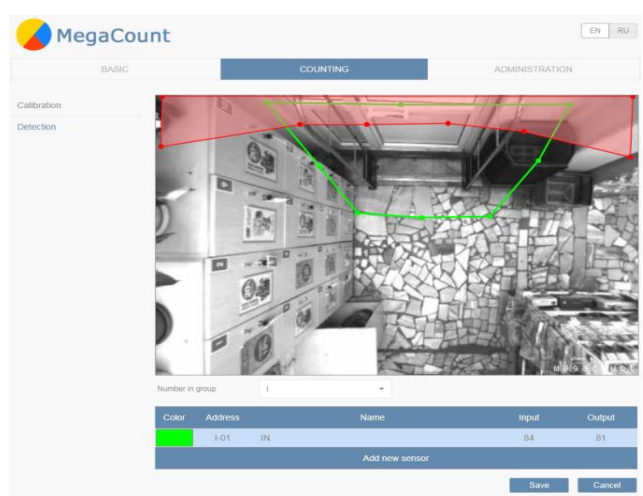 MegaCount
EN RU
BASIC COUNTING ADMINISTRATION
Calibration
Detection
Number in group I
Color Address Name Input Output
I-01 IN 84 81
Add new sensor
Save Cancel